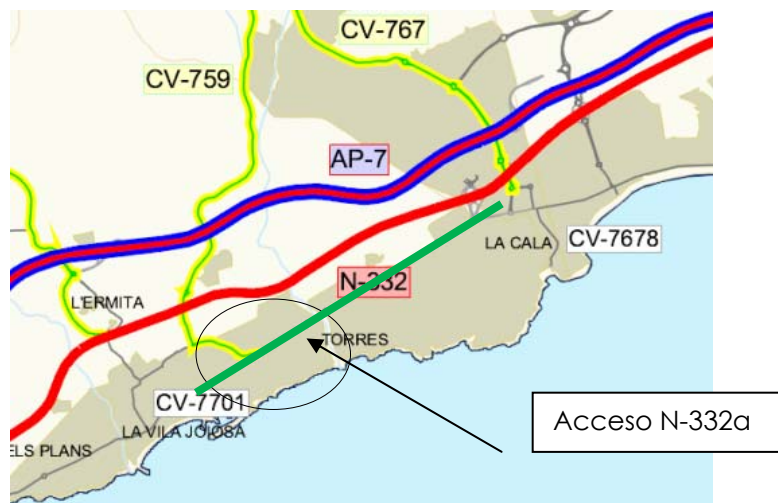 CV-767
CV-759
AP-7
LA CALA
CV-7678
N-332
L'ERMITA
TORRES
CV-7701
Acceso N-332a
LA VILA JOIOSA
ELS PLANS